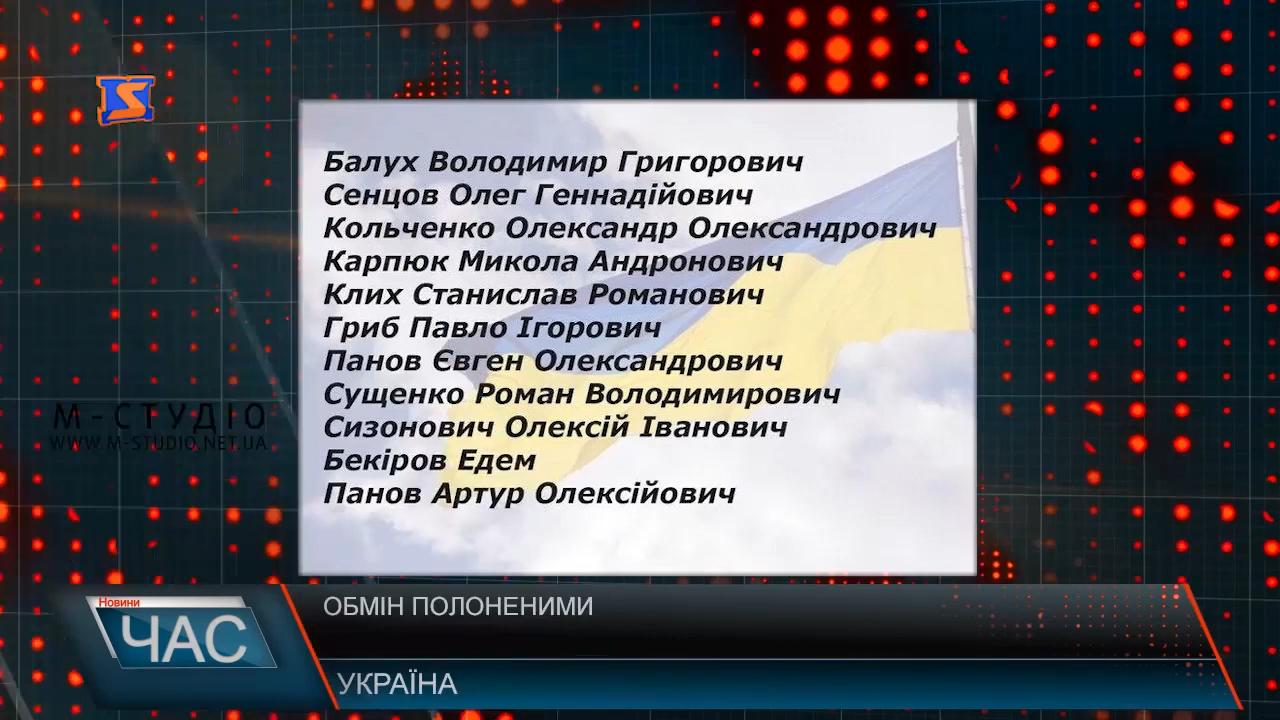 Балух Володимир Григорович
Сенцов Олег Геннадійович
Кольченко Олександр Олександрович
Карпюк Микола Андронович
Клих Станислав Романович
Гриб Павло Ігорович
Панов Євген Олександрович
Сущенко Роман Володимирович
Сизонович Олексій Іванович
Бекіров Едем
Панов Артур Олексійович
М-СТУДІО
WWW.M-STUDIO.NET.UA
Новини
ЧАС
ОБМІН ПОЛОНЕНИМИ
УКРАЇНА